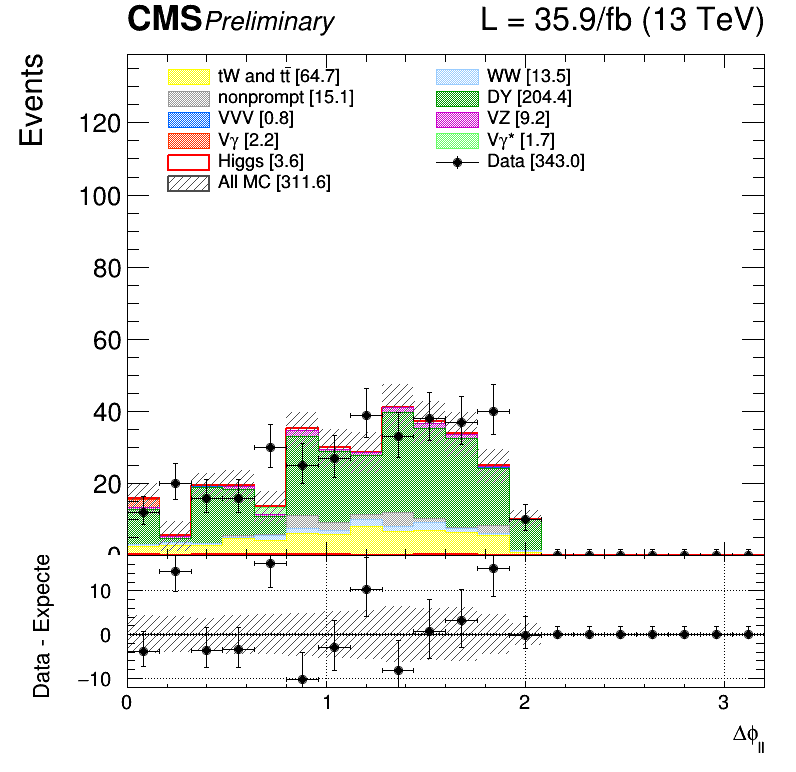 CMS Preliminary L = 35.9/fb (13 TeV)
Events
tW and tt̄ [64.7] WW [13.5]
nonprompt [15.1] DY [204.4]
VVV [0.8] VZ [9.2]
Vγ [2.2] Vγ* [1.7]
Higgs [3.6] Data [343.0]
All MC [311.6]
120
100
80
60
40
20
0
Data - Expecte
10
0
−10
0 1 2 3
Δϕll